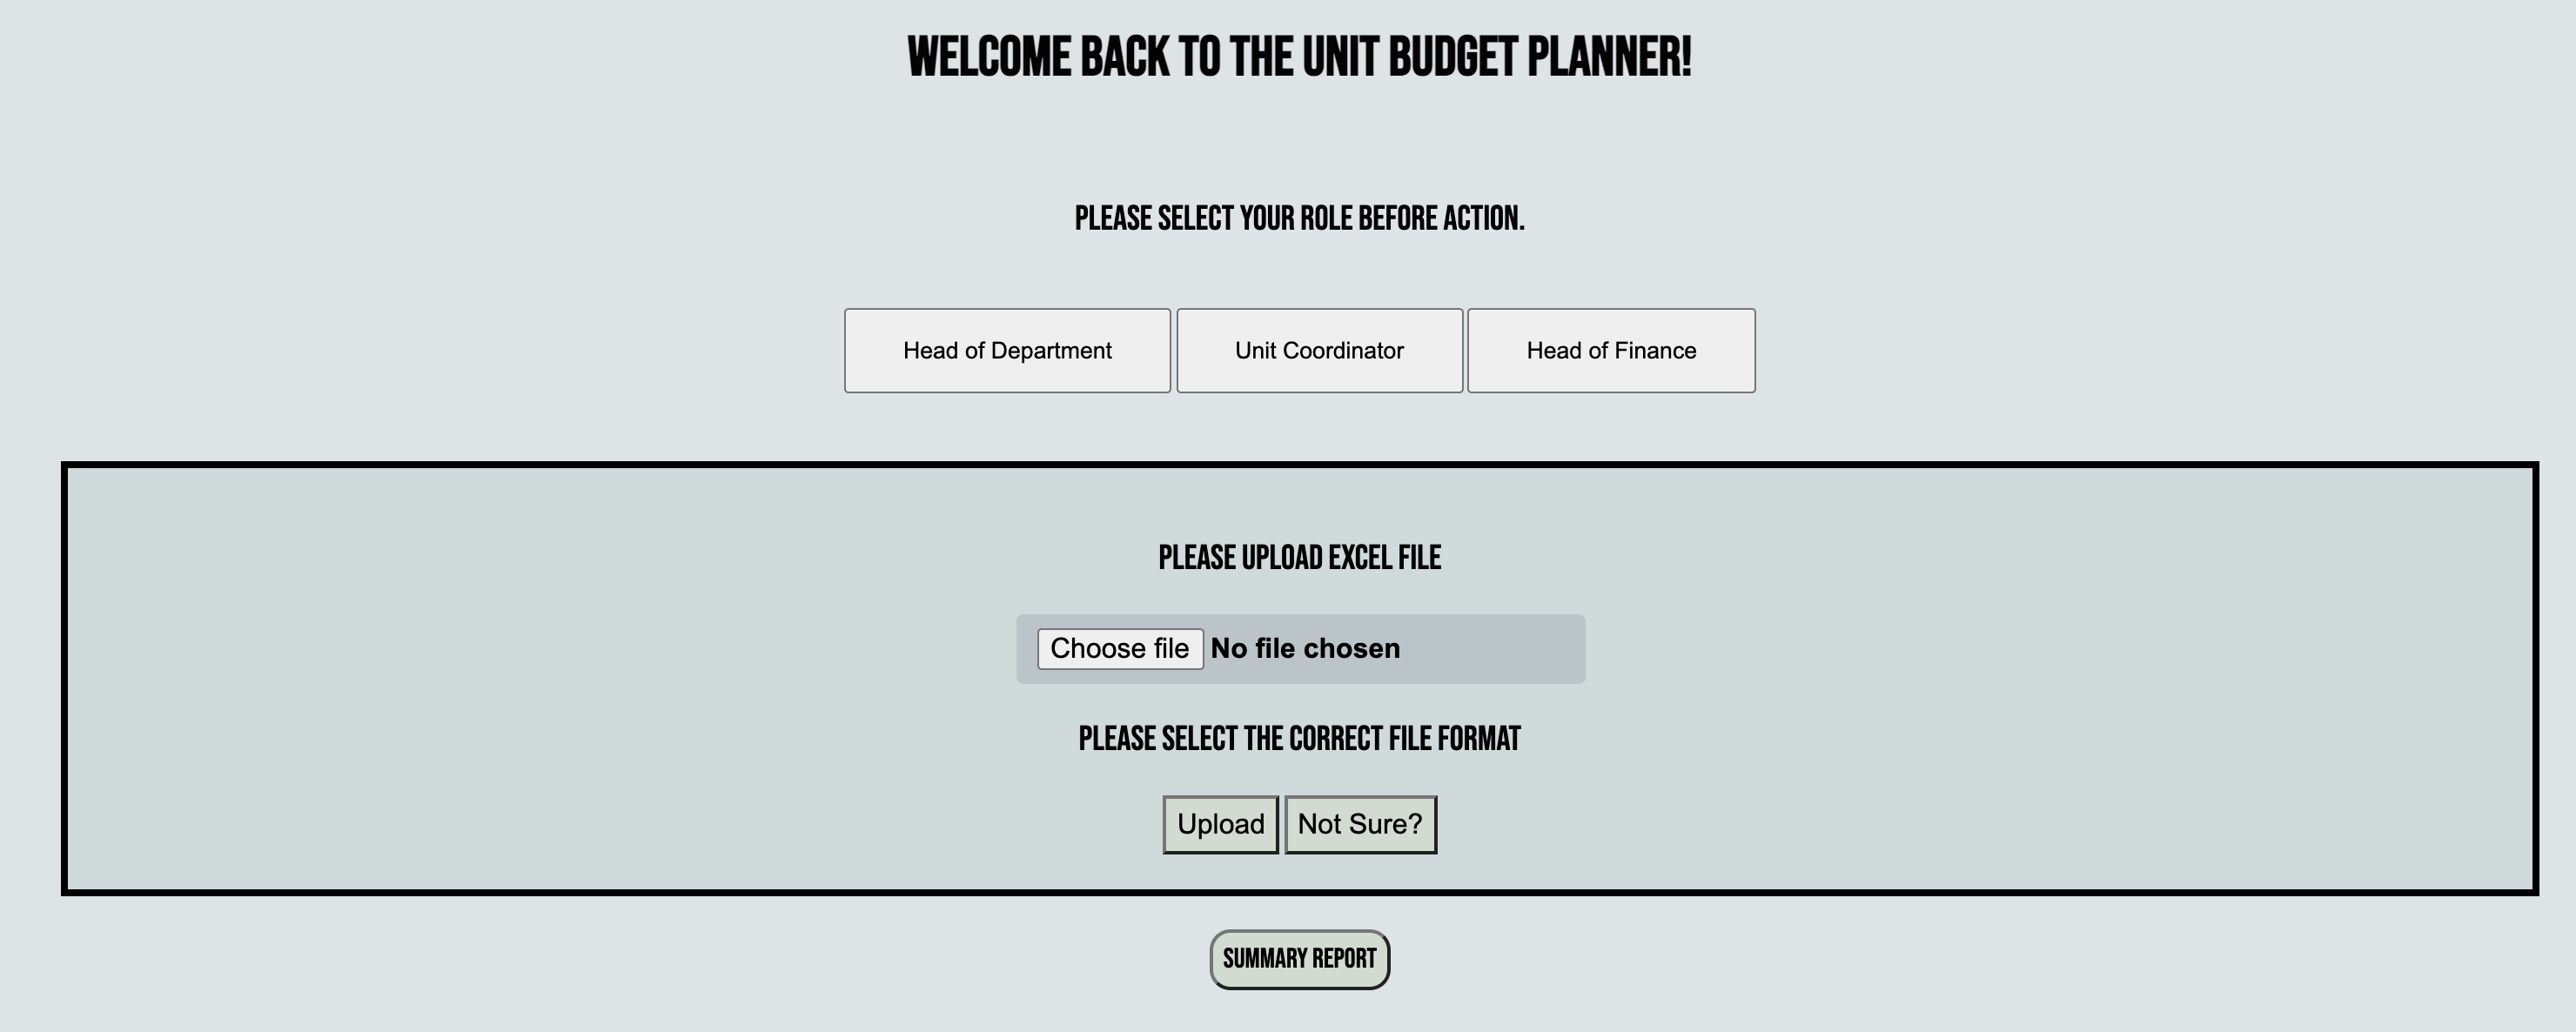 WELCOME BACK TO THE UNIT BUDGET PLANNER!
PLEASE SELECT YOUR ROLE BEFORE ACTION.
Head of Department Unit Coordinator Head of Finance
PLEASE UPLOAD EXCEL FILE
Choose file No file chosen
PLEASE SELECT THE CORRECT FILE FORMAT
Upload Not Sure?
SUMMARY REPORT